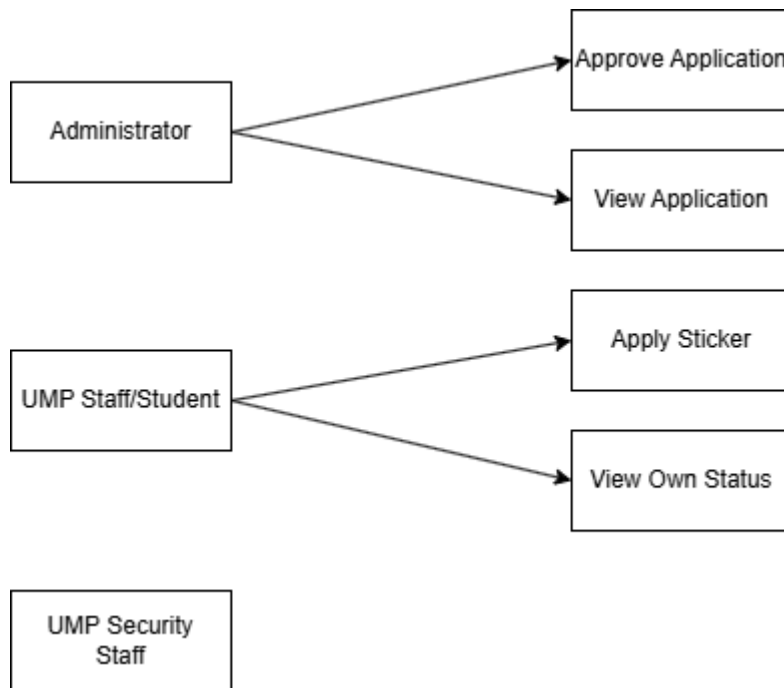 Approve Application
Administrator
View Application
Apply Sticker
UMP Staff/Student
View Own Status
UMP Security
Staff